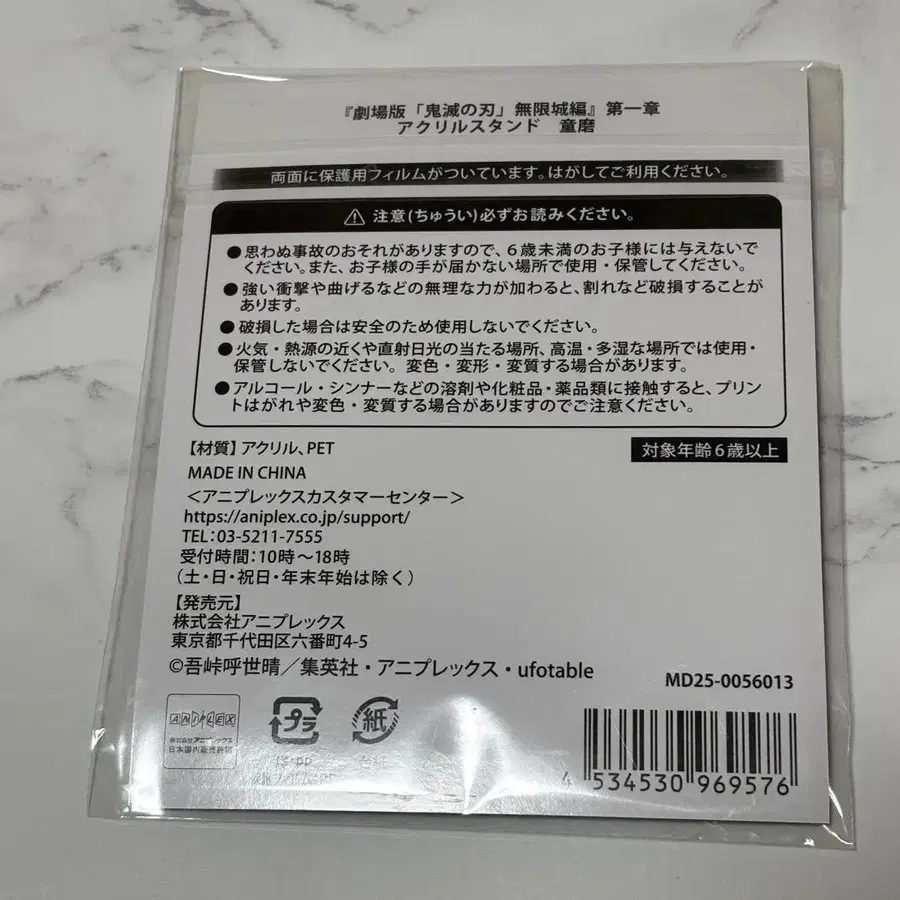 『劇場版「鬼滅の刃」無限城編』第一章
アクリルスタンド 童磨
両面に保護用フィルムがついています。はがしてご利用ください。
注意(ちゅうい)必ずお読みください。
●思わぬ事故のおそれがありますので、6歳未満のお子様には与えないで
ください。また、お子様の手が届かない場所で使用・保管してください。
●強い衝撃や曲げるなどの無理な力が加わると、割れなど破損することが
あります。
●破損した場合は安全のため使用しないでください。
●火気・熱源の近くや直射日光の当たる場所、高温・多湿な場所では使用・
保管しないでください。変色・変形・変質する場合があります。
●アルコール・シンナーなどの溶剤や化粧品・薬品類に接触すると、プリン
トはがれや変色・変質する場合がありますのでご注意ください。
【材質】アクリル、PET
対象年齢6歳以上
MADE IN CHINA
＜アニプレックスカスタマーセンター＞
https://aniplex.co.jp/support/
TEL:03-5211-7555
受付時間：10時～18時
（土・日・祝日・年末年始は除く）
【発売元】
株式会社アニプレックス
東京都千代田区六番町4-5
©吾峠呼世晴／集英社・アニプレックス・ufotable
MD25-0056013
ANIPLEX
株式会社アニプレックス
日本国内販売許諾
プラ
紙
4 534530 969576